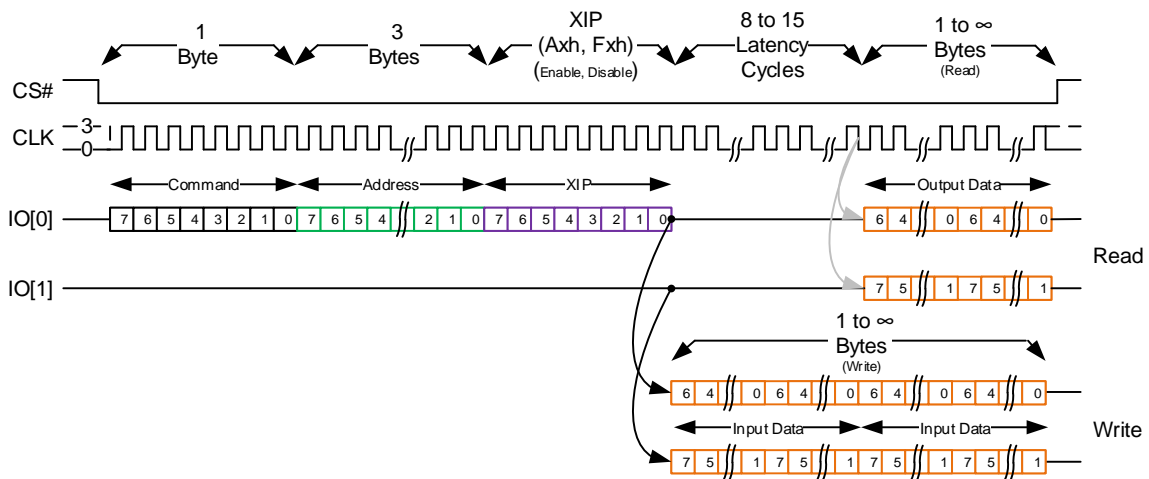 1 Byte
3 Bytes
XIP (Axh, Fxh) (Enable, Disable)
8 to 15 Latency Cycles
1 to ∞ Bytes (Read)
CS#
CLK 3 0
Command Address XIP Output Data
IO[0] 7 6 5 4 3 2 1 0 7 6 5 4 2 1 0 7 6 5 4 3 2 1 0 6 4 0 6 4 0
Read
IO[1] 7 5 1 7 5 1
1 to ∞ Bytes (Write)
6 4 0 6 4 0 6 4 0 6 4 0
Input Data Input Data
Write
7 5 1 7 5 1 7 5 1 7 5 1